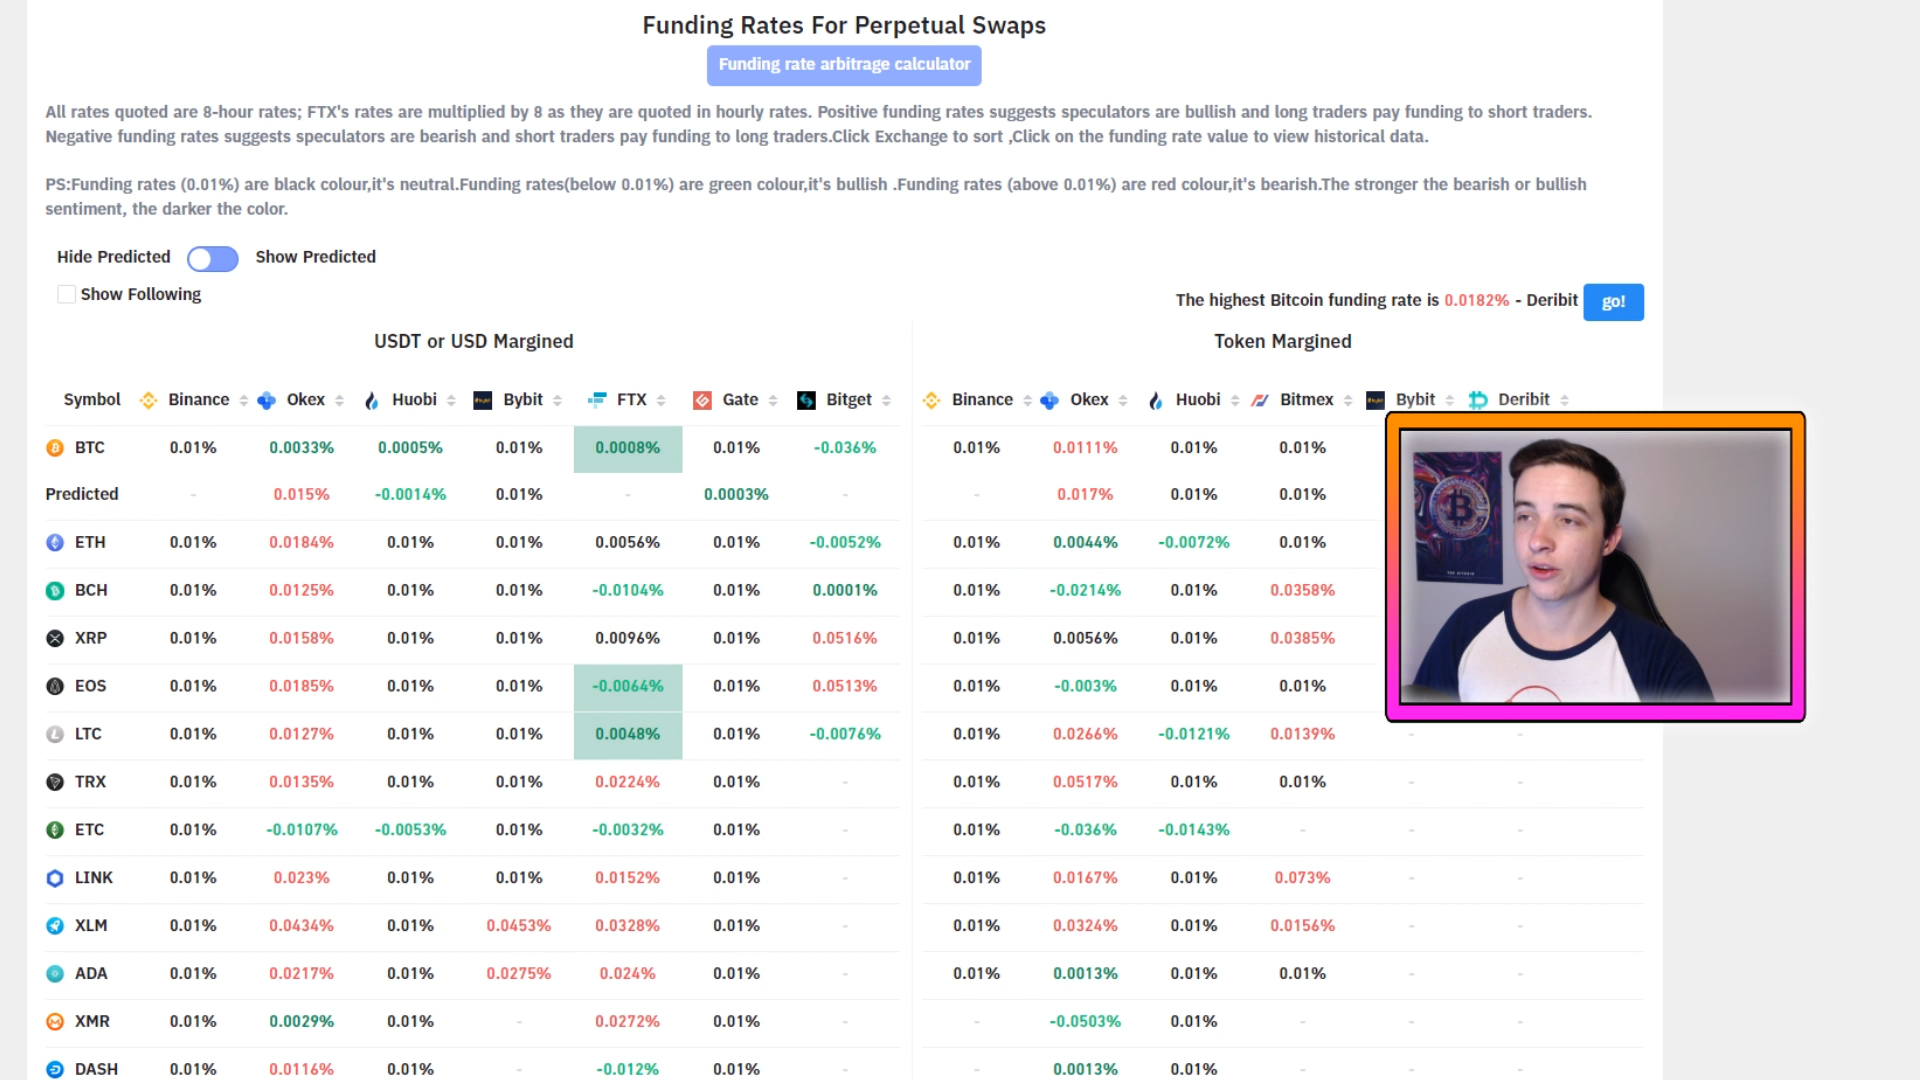 Funding Rates For Perpetual Swaps
Funding rate arbitrage calculator
All rates quoted are 8-hour rates; FTX's rates are multiplied by 8 as they are quoted in hourly rates. Positive funding rates suggests speculators are bullish and long traders pay funding to short traders.
Negative funding rates suggests speculators are bearish and short traders pay funding to long traders.Click Exchange to sort ,Click on the funding rate value to view historical data.
PS:Funding rates (0.01%) are black colour,it's neutral.Funding rates(below 0.01%) are green colour,it's bullish .Funding rates (above 0.01%) are red colour,it's bearish.The stronger the bearish or bullish
sentiment, the darker the color.
Hide Predicted Show Predicted
Show Following
The highest Bitcoin funding rate is 0.0182% - Deribit go!
USDT or USD Margined Token Margined
Symbol Binance Okex Huobi Bybit FTX Gate Bitget Binance Okex Huobi Bitmex Bybit Deribit
BTC 0.01% 0.0033% 0.0005% 0.01% 0.0008% 0.01% -0.036% 0.01% 0.0111% 0.01% 0.01%
Predicted - 0.015% -0.0014% 0.01% - 0.0003% - - 0.017% 0.01% 0.01%
ETH 0.01% 0.0184% 0.01% 0.01% 0.0056% 0.01% -0.0052% 0.01% 0.0044% -0.0072% 0.01%
BCH 0.01% 0.0125% 0.01% 0.01% -0.0104% 0.01% 0.0001% 0.01% -0.0214% 0.01% 0.0358%
XRP 0.01% 0.0158% 0.01% 0.01% 0.0096% 0.01% 0.0516% 0.01% 0.0056% 0.01% 0.0385%
EOS 0.01% 0.0185% 0.01% 0.01% -0.0064% 0.01% 0.0513% 0.01% -0.003% 0.01% 0.01%
LTC 0.01% 0.0127% 0.01% 0.01% 0.0048% 0.01% -0.0076% 0.01% 0.0266% -0.0121% 0.0139% - -
TRX 0.01% 0.0135% 0.01% 0.01% 0.0224% 0.01% - 0.01% 0.0517% 0.01% 0.01% - -
ETC 0.01% -0.0107% -0.0053% 0.01% -0.0032% 0.01% - 0.01% -0.036% -0.0143% - - -
LINK 0.01% 0.023% 0.01% 0.01% 0.0152% 0.01% - 0.01% 0.0167% 0.01% 0.073% - -
XLM 0.01% 0.0434% 0.01% 0.0453% 0.0328% 0.01% - 0.01% 0.0324% 0.01% 0.0156% - -
ADA 0.01% 0.0217% 0.01% 0.0275% 0.024% 0.01% - 0.01% 0.0013% 0.01% 0.01% - -
XMR 0.01% 0.0029% 0.01% - 0.0272% 0.01% - - -0.0503% 0.01% - - -
DASH 0.01% 0.0116% 0.01% - -0.012% 0.01% - - 0.0013% 0.01% - - -